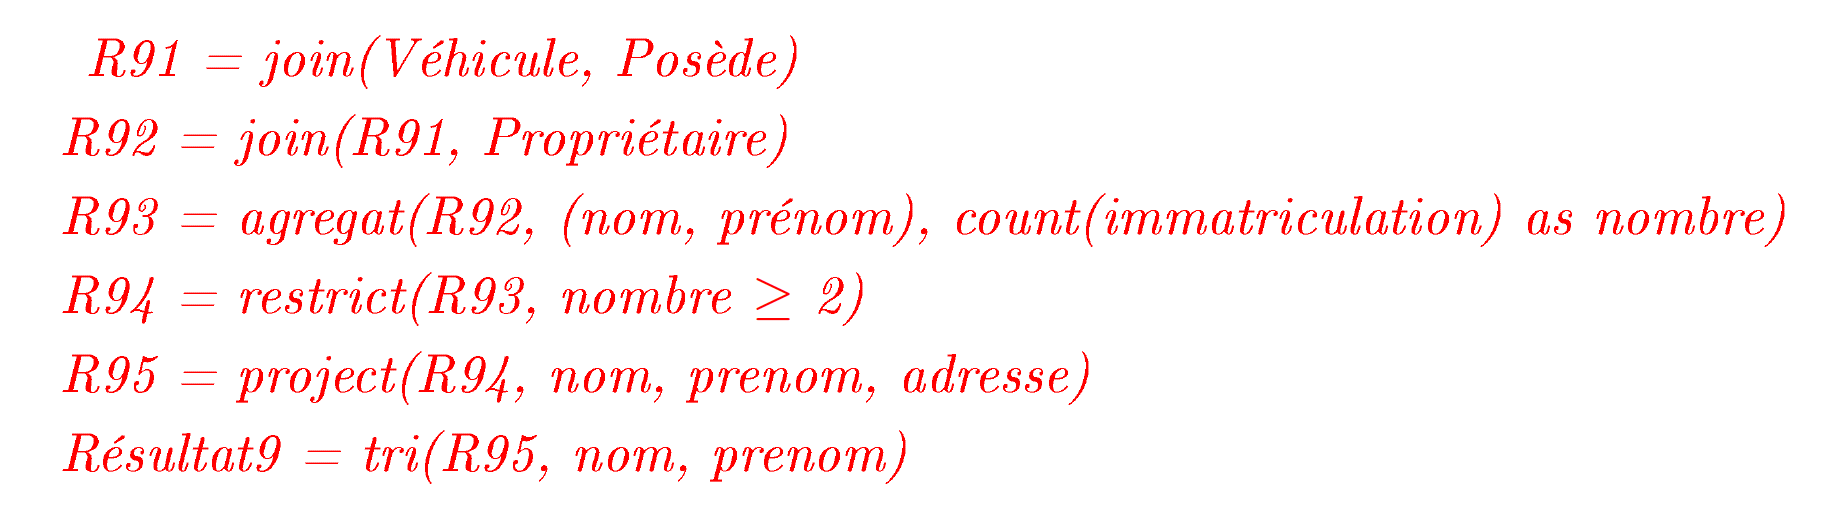 R91 = join(Véhicule, Posède)
R92 = join(R91, Propriétaire)
R93 = agregat(R92, (nom, prénom), count(immatriculation) as nombre)
R94 = restrict(R93, nombre ≥ 2)
R95 = project(R94, nom, prenom, adresse)
Résultat9 = tri(R95, nom, prenom)